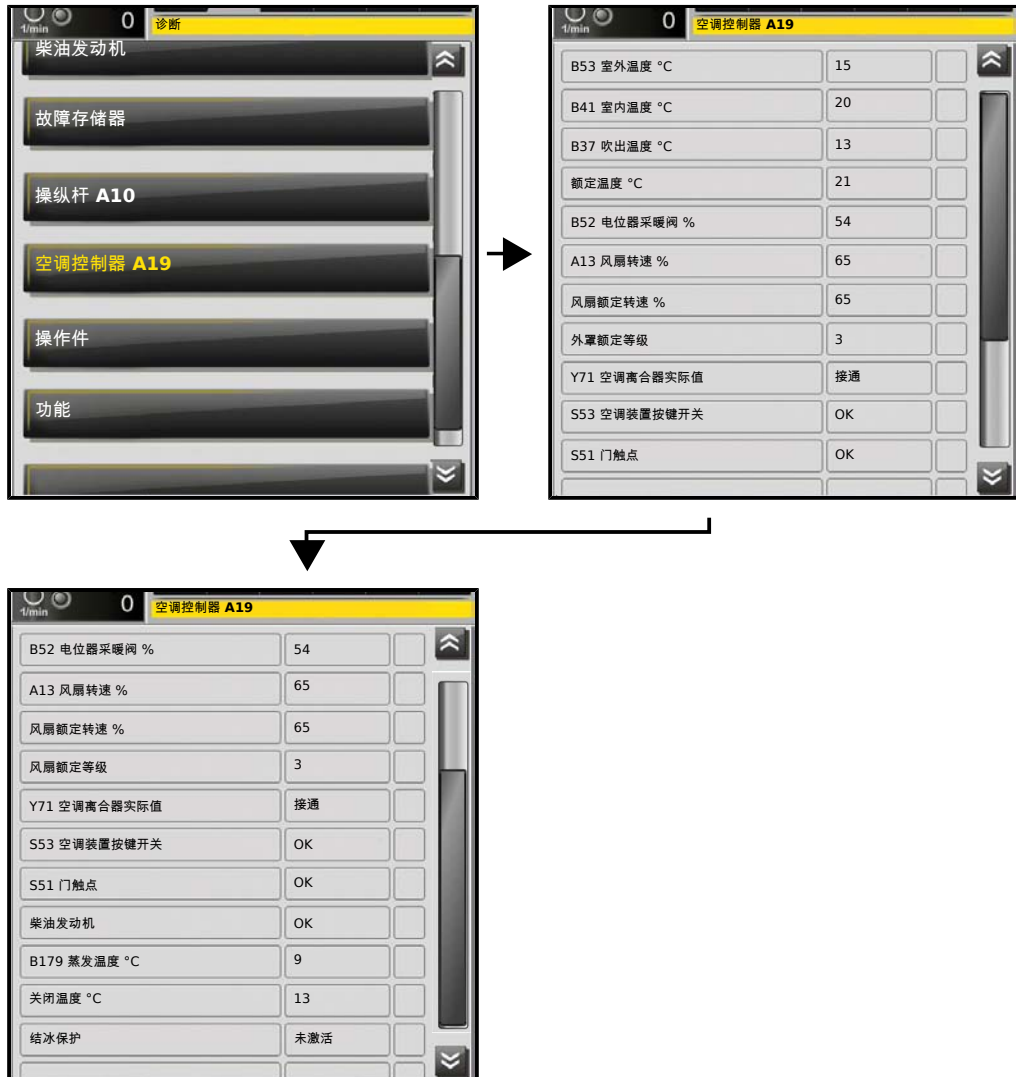 1/min 0 诊断
柴油发动机
故障存储器
操纵杆 A10
空调控制器 A19
操作件
功能
1/min 0 空调控制器 A19
B53 室外温度 °C 15
B41 室内温度 °C 20
B37 吹出温度 °C 13
额定温度 °C 21
B52 电位器采暖阀 % 54
A13 风扇转速 % 65
风扇额定转速 % 65
外罩额定等级 3
Y71 空调离合器实际值 接通
S53 空调装置按键开关 OK
S51 门触点 OK
1/min 0 空调控制器 A19
B52 电位器采暖阀 % 54
A13 风扇转速 % 65
风扇额定转速 % 65
风扇额定等级 3
Y71 空调离合器实际值 接通
S53 空调装置按键开关 OK
S51 门触点 OK
柴油发动机 OK
B179 蒸发温度 °C 9
关闭温度 °C 13
结冰保护 未激活